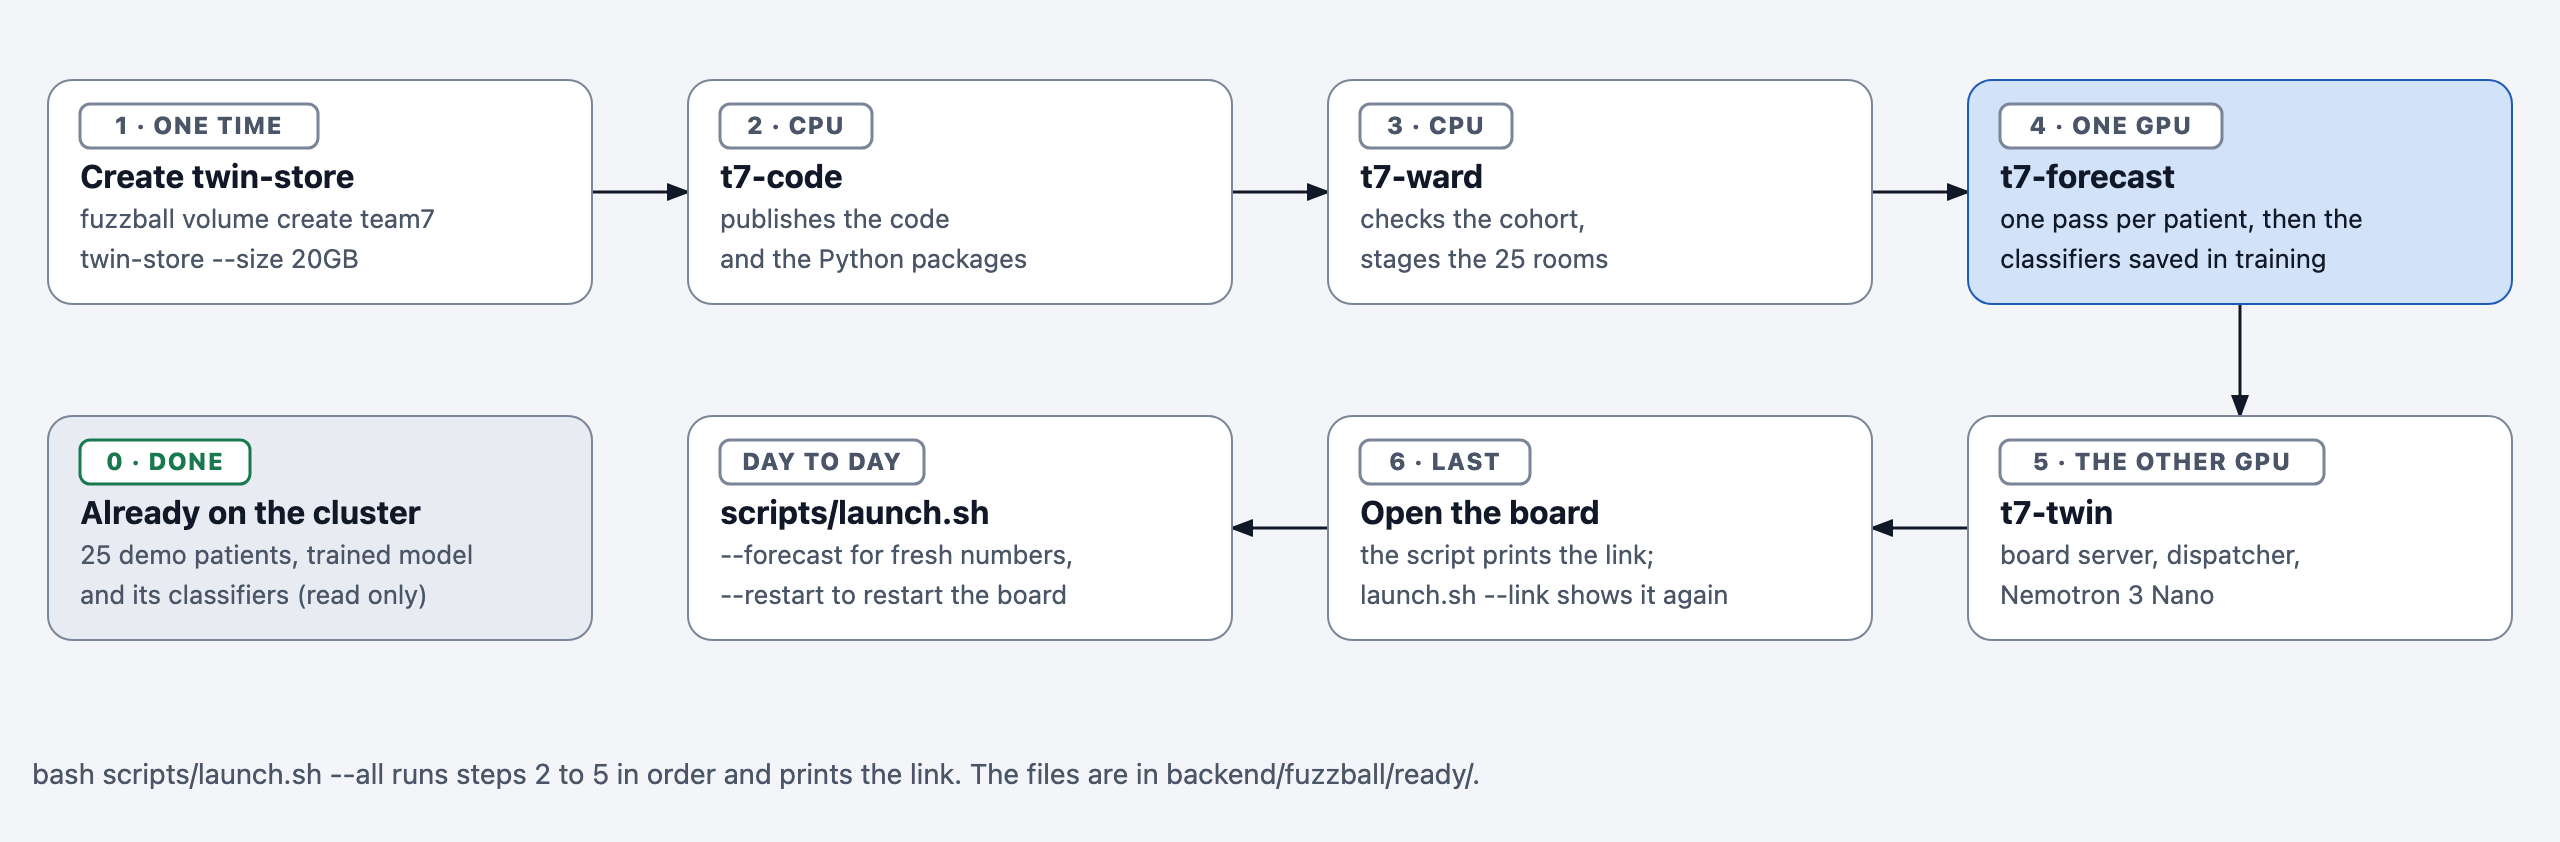 1 · ONE TIME
Create twin-store
fuzzball volume create team7
twin-store --size 20GB
2 · CPU
t7-code
publishes the code
and the Python packages
3 · CPU
t7-ward
checks the cohort,
stages the 25 rooms
4 · ONE GPU
t7-forecast
one pass per patient, then the
classifiers saved in training
0 · DONE
Already on the cluster
25 demo patients, trained model
and its classifiers (read only)
DAY TO DAY
scripts/launch.sh
--forecast for fresh numbers,
--restart to restart the board
6 · LAST
Open the board
the script prints the link;
launch.sh --link shows it again
5 · THE OTHER GPU
t7-twin
board server, dispatcher,
Nemotron 3 Nano
bash scripts/launch.sh --all runs steps 2 to 5 in order and prints the link. The files are in backend/fuzzball/ready/.